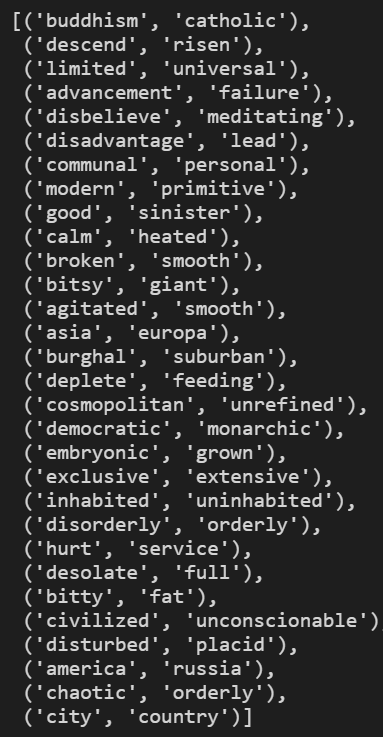 [('buddhism', 'catholic'),
('descend', 'risen'),
('limited', 'universal'),
('advancement', 'failure'),
('disbelieve', 'meditating'),
('disadvantage', 'lead'),
('communal', 'personal'),
('modern', 'primitive'),
('good', 'sinister'),
('calm', 'heated'),
('broken', 'smooth'),
('bitsy', 'giant'),
('agitated', 'smooth'),
('asia', 'europa'),
('burghal', 'suburban'),
('deplete', 'feeding'),
('cosmopolitan', 'unrefined'),
('democratic', 'monarchic'),
('embryonic', 'grown'),
('exclusive', 'extensive'),
('inhabited', 'uninhabited'),
('disorderly', 'orderly'),
('hurt', 'service'),
('desolate', 'full'),
('bitty', 'fat'),
('civilized', 'unconscionable'),
('disturbed', 'placid'),
('america', 'russia'),
('chaotic', 'orderly'),
('city', 'country')]